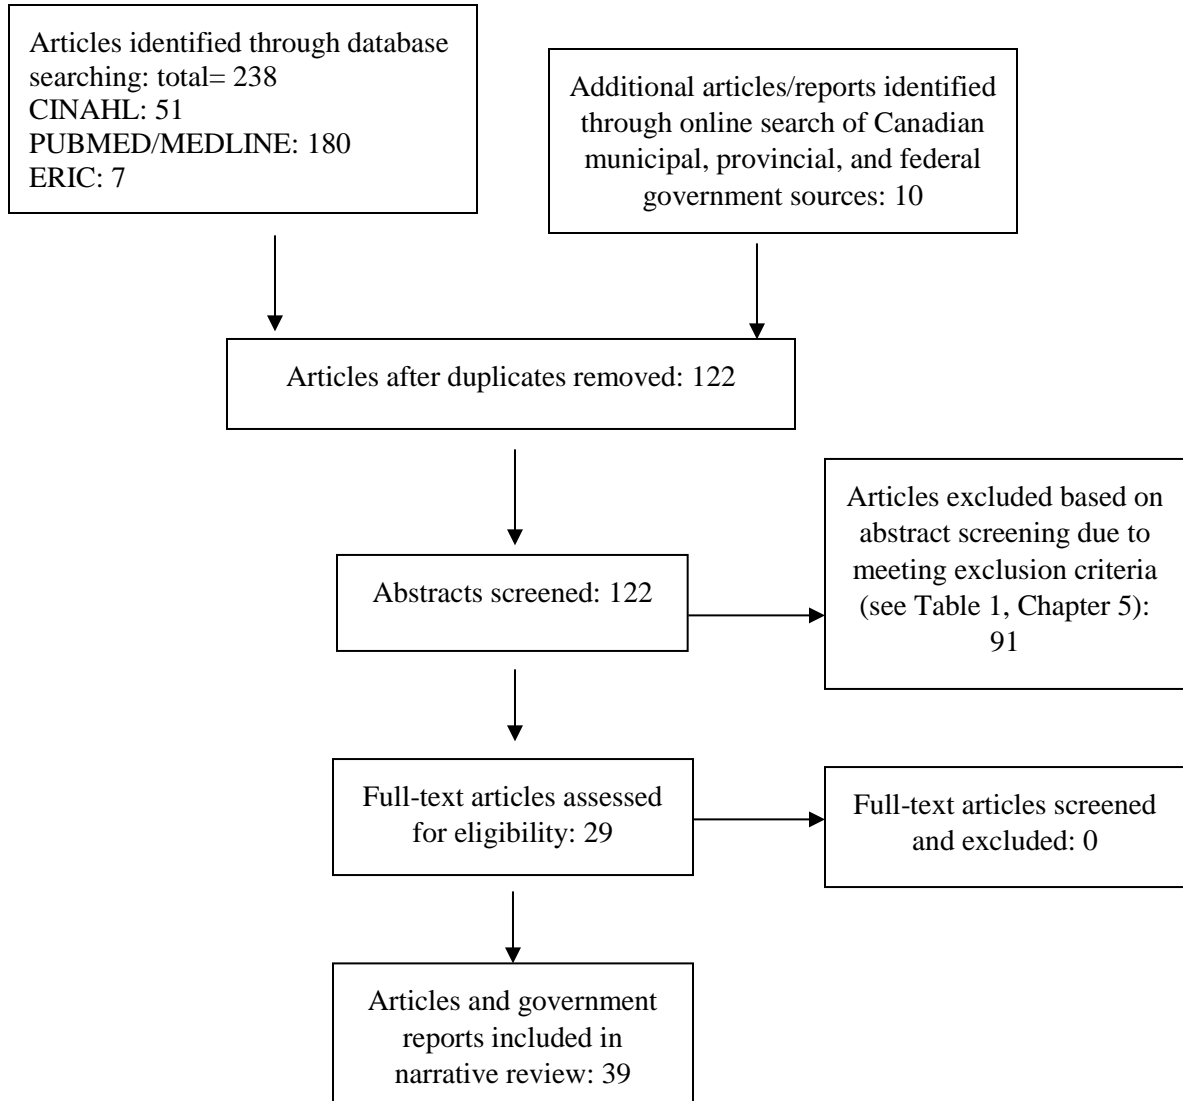 Articles identified through database
searching: total= 238
CINAHL: 51
PUBMED/MEDLINE: 180
ERIC: 7
Additional articles/reports identified
through online search of Canadian
municipal, provincial, and federal
government sources: 10
Articles after duplicates removed: 122
Abstracts screened: 122
Articles excluded based on
abstract screening due to
meeting exclusion criteria
(see Table 1, Chapter 5):
91
Full-text articles assessed
for eligibility: 29
Full-text articles screened
and excluded: 0
Articles and government
reports included in
narrative review: 39